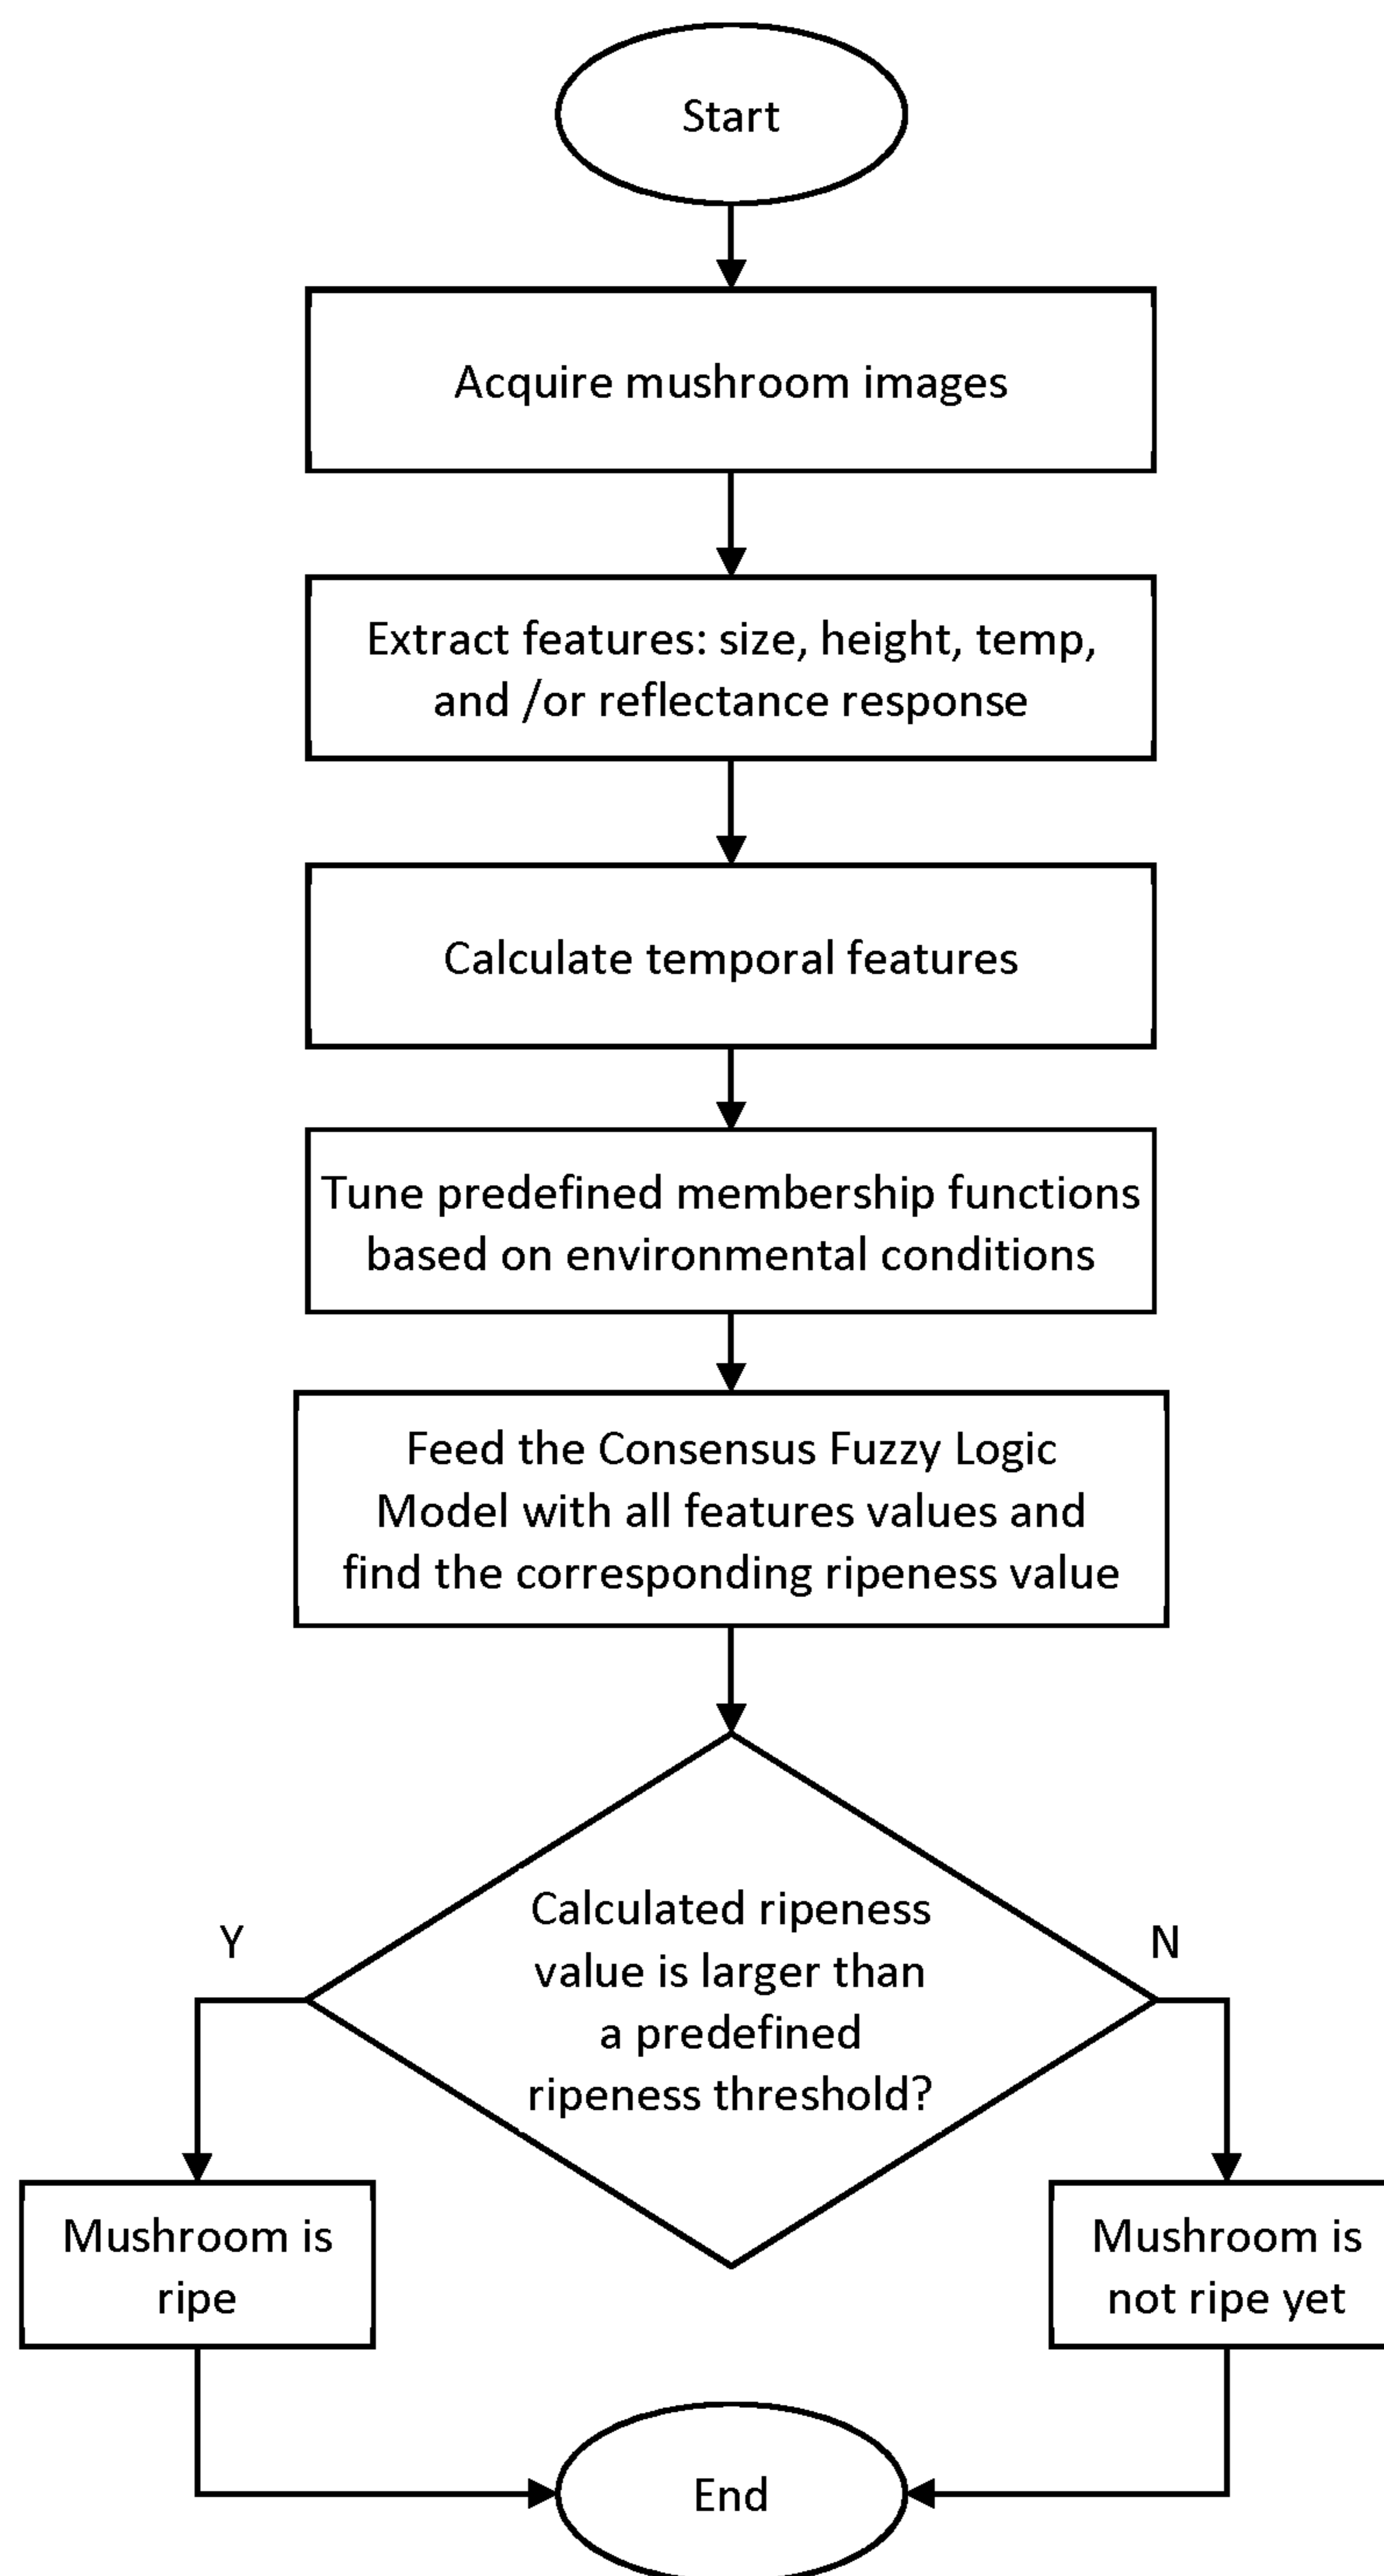 Start
Acquire mushroom images
Extract features: size, height, temp,
and /or reflectance response
Calculate temporal features
Tune predefined membership functions
based on environmental conditions
Feed the Consensus Fuzzy Logic
Model with all features values and
find the corresponding ripeness value
Calculated ripeness
value is larger than
a predefined
ripeness threshold?
Y
N
Mushroom is
ripe
Mushroom is
not ripe yet
End